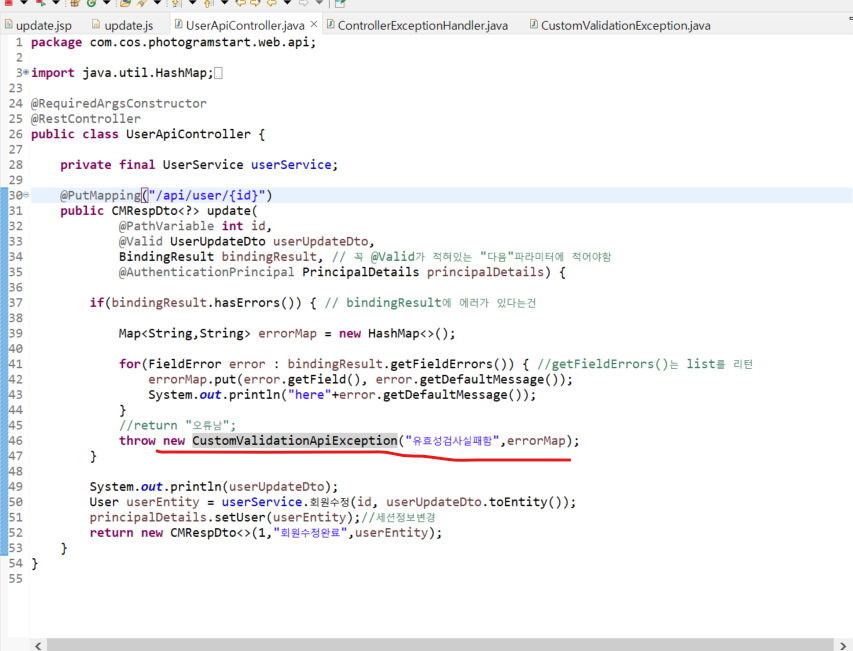 update.jsp update.js UserApiController.java ControllerExceptionHandler.java CustomValidationException.java
1 package com.cos.photogramstart.web.api;
2
3 import java.util.HashMap;
23
24 @RequiredArgsConstructor
25 @RestController
26 public class UserApiController {
27
28 private final UserService userService;
29
30 @PutMapping("/api/user/{id}")
31 public CMRespDto<?> update(
32 @PathVariable int id,
33 @Valid UserUpdateDto userUpdateDto,
34 BindingResult bindingResult, // 꼭 @Valid가 적혀있는 "다음"파라미터에 적어야함
35 @AuthenticationPrincipal PrincipalDetails principalDetails) {
36
37 if(bindingResult.hasErrors()) { // bindingResult에 에러가 있다는건
38
39 Map<String,String> errorMap = new HashMap<>();
40
41 for(FieldError error : bindingResult.getFieldErrors()) { //getFieldErrors()는 list를 리턴
42 errorMap.put(error.getField(), error.getDefaultMessage());
43 System.out.println("here"+error.getDefaultMessage());
44 }
45 //return "오류남";
46 throw new CustomValidationApiException("유효성검사실패함",errorMap);
47 }
48
49 System.out.println(userUpdateDto);
50 User userEntity = userService.회원수정(id, userUpdateDto.toEntity());
51 principalDetails.setUser(userEntity);//세션정보변경
52 return new CMRespDto<>(1,"회원수정완료",userEntity);
53 }
54 }
55